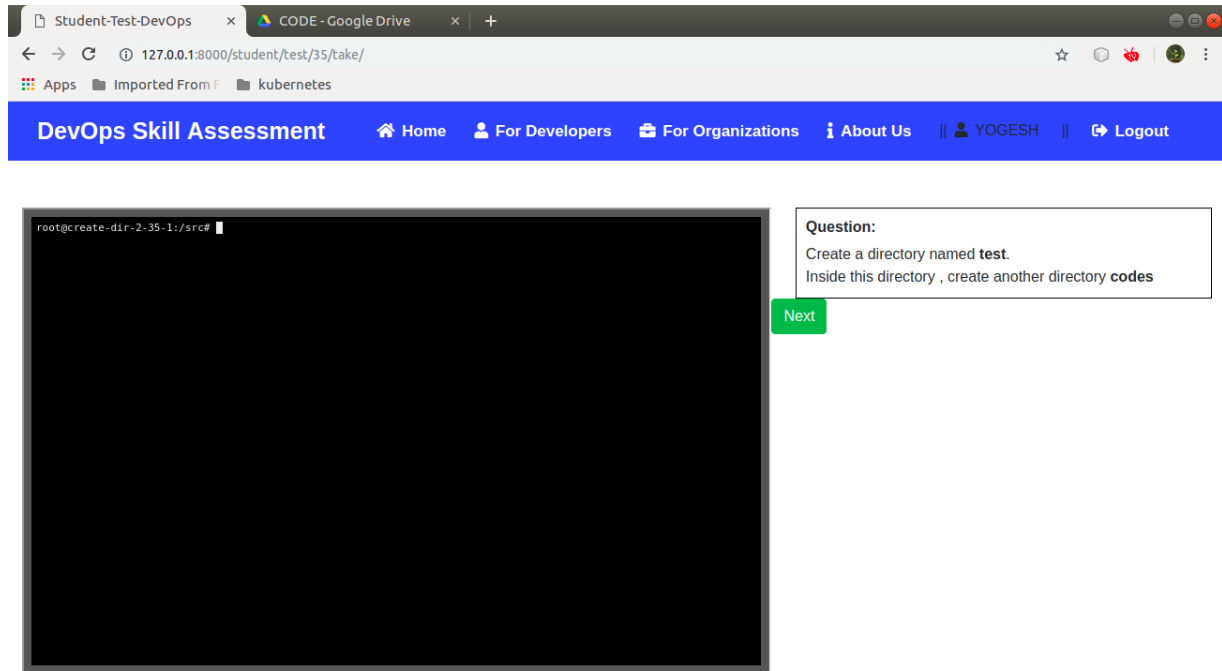 Student-Test-DevOps
CODE - Google Drive
127.0.0.1:8000/student/test/35/take/
Apps Imported From F kubernetes
DevOps Skill Assessment Home For Developers For Organizations About Us || YOGESH || Logout
root@create-dir-2-35-1:/src#
Question:
Create a directory named test.
Inside this directory , create another directory codes
Next